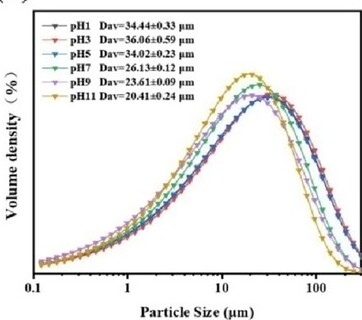 pH1 Dav=34.44±0.33 μm
pH3 Dav=36.06±0.59 μm
pH5 Dav=34.02±0.23 μm
pH7 Dav=26.13±0.12 μm
pH9 Dav=23.61±0.09 μm
pH11 Dav=20.41±0.24 μm
Volume density (%)
0.1 1 10 100
Particle Size (μm)